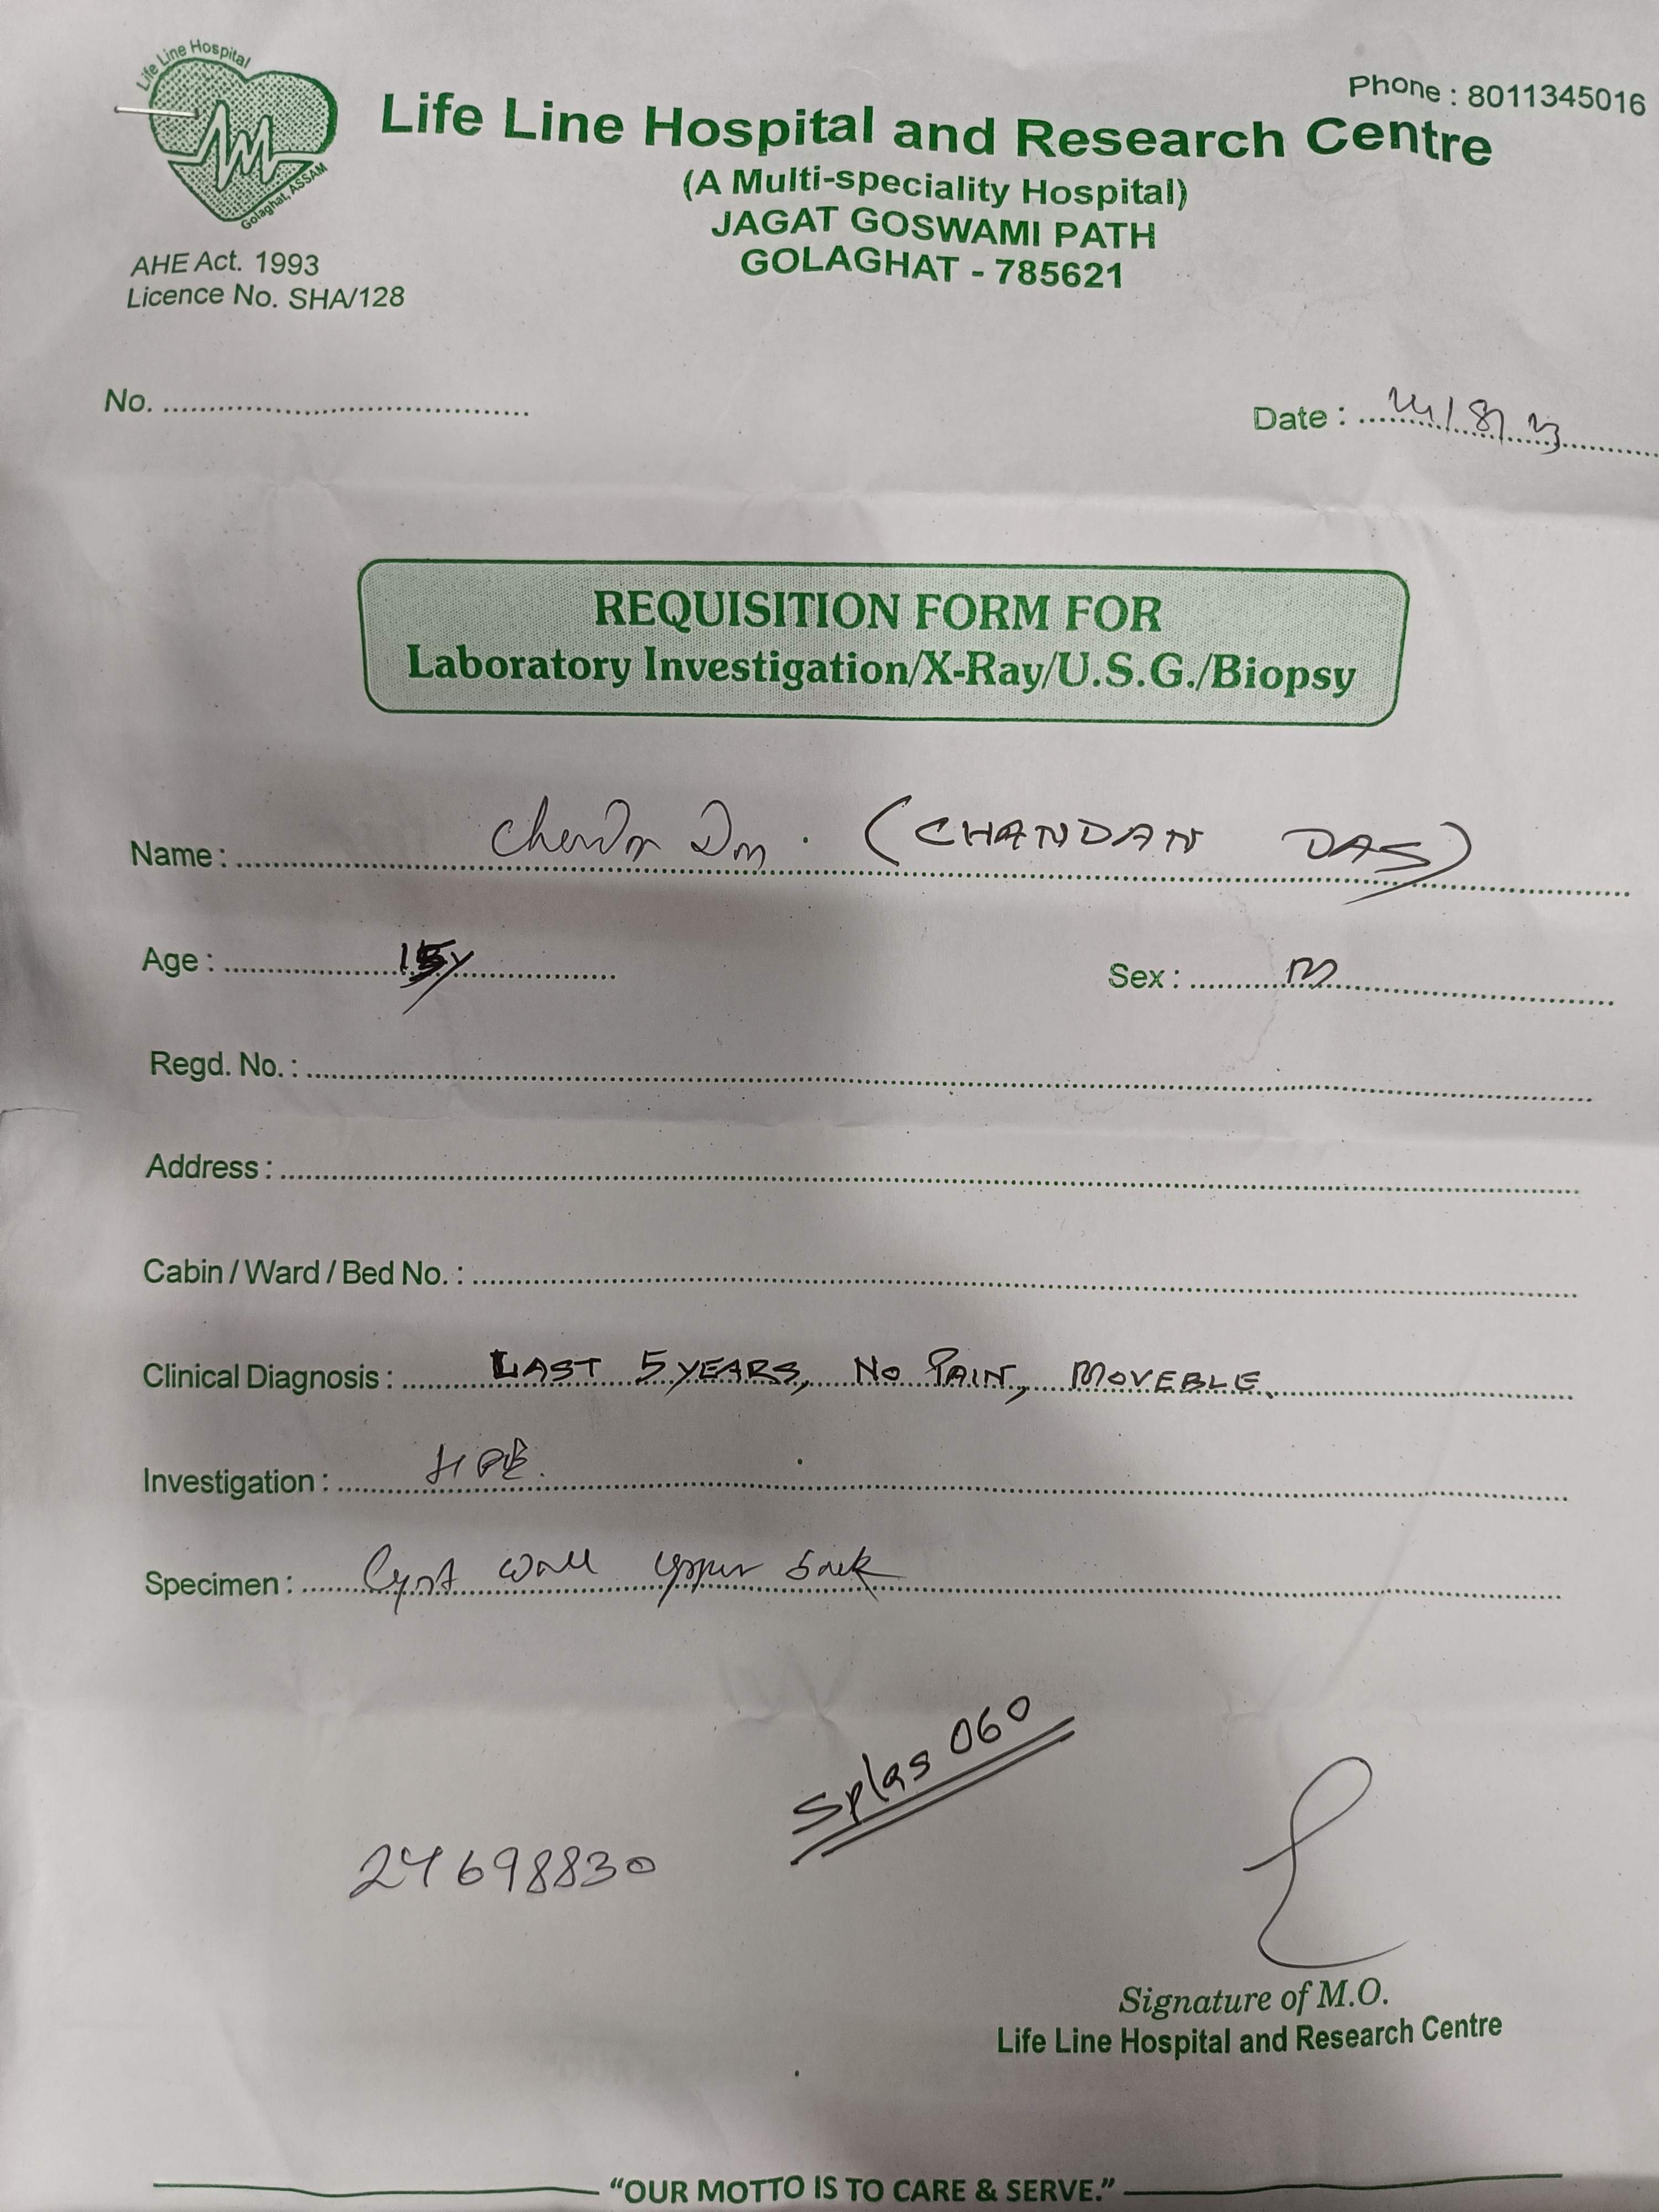 Life Line Hospital
Golaghat, ASSAM
Phone : 8011345016
Life Line Hospital and Research Centre
(A Multi-speciality Hospital)
JAGAT GOSWAMI PATH
GOLAGHAT - 785621
AHE Act. 1993
Licence No. SHA/128
No. ........................................
Date : ........................................
REQUISITION FORM FOR
Laboratory Investigation/X-Ray/U.S.G./Biopsy
Name : (CHANDAN DAS)
Age : 15y Sex : M
Regd. No. :
Address :
Cabin / Ward / Bed No. :
Clinical Diagnosis : LAST 5 YEARS, NO PAIN, MOVEBLE.
Investigation : HPE.
Specimen : Cyst wall upper back
Splas 060
24698830
Signature of M.O.
Life Line Hospital and Research Centre
“OUR MOTTO IS TO CARE & SERVE.”